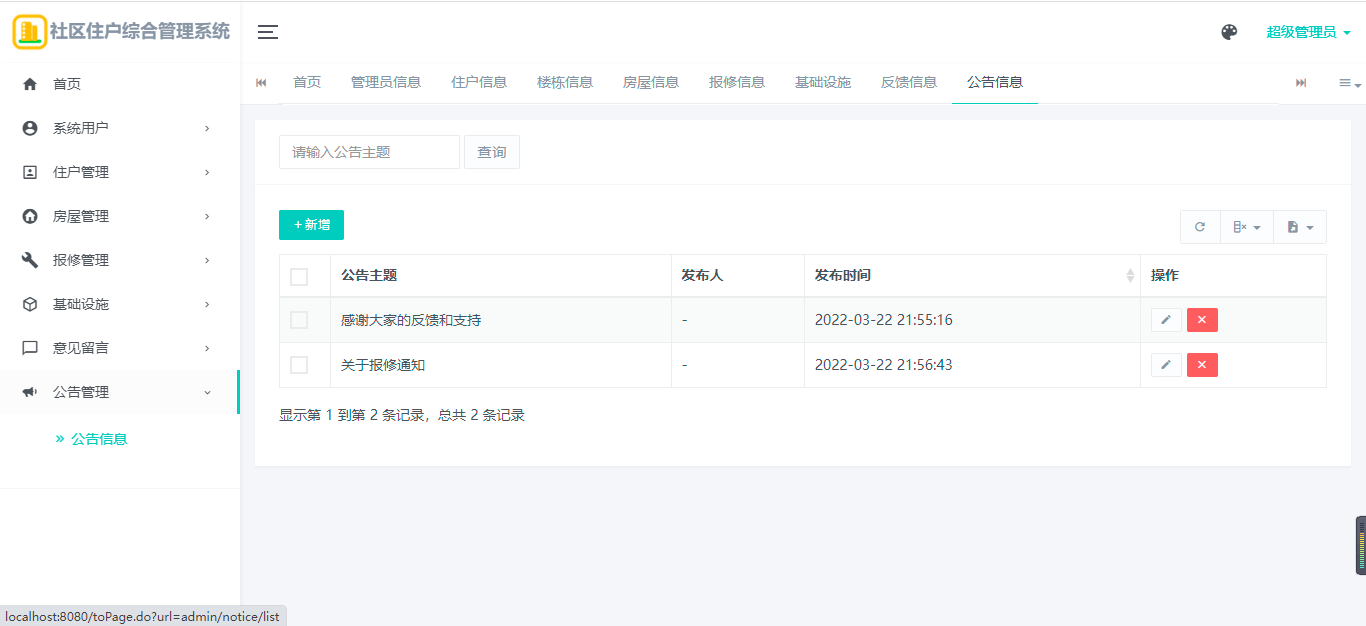 社区住户综合管理系统
超级管理员
首页
系统用户
住户管理
房屋管理
报修管理
基础设施
意见留言
公告管理
公告信息
首页 管理员信息 住户信息 楼栋信息 房屋信息 报修信息 基础设施 反馈信息 公告信息
请输入公告主题 查询
+新增
公告主题 发布人 发布时间 操作
感谢大家的反馈和支持 - 2022-03-22 21:55:16
关于报修通知 - 2022-03-22 21:56:43
显示第 1 到第 2 条记录，总共 2 条记录
localhost:8080/toPage.do?url=admin/notice/list